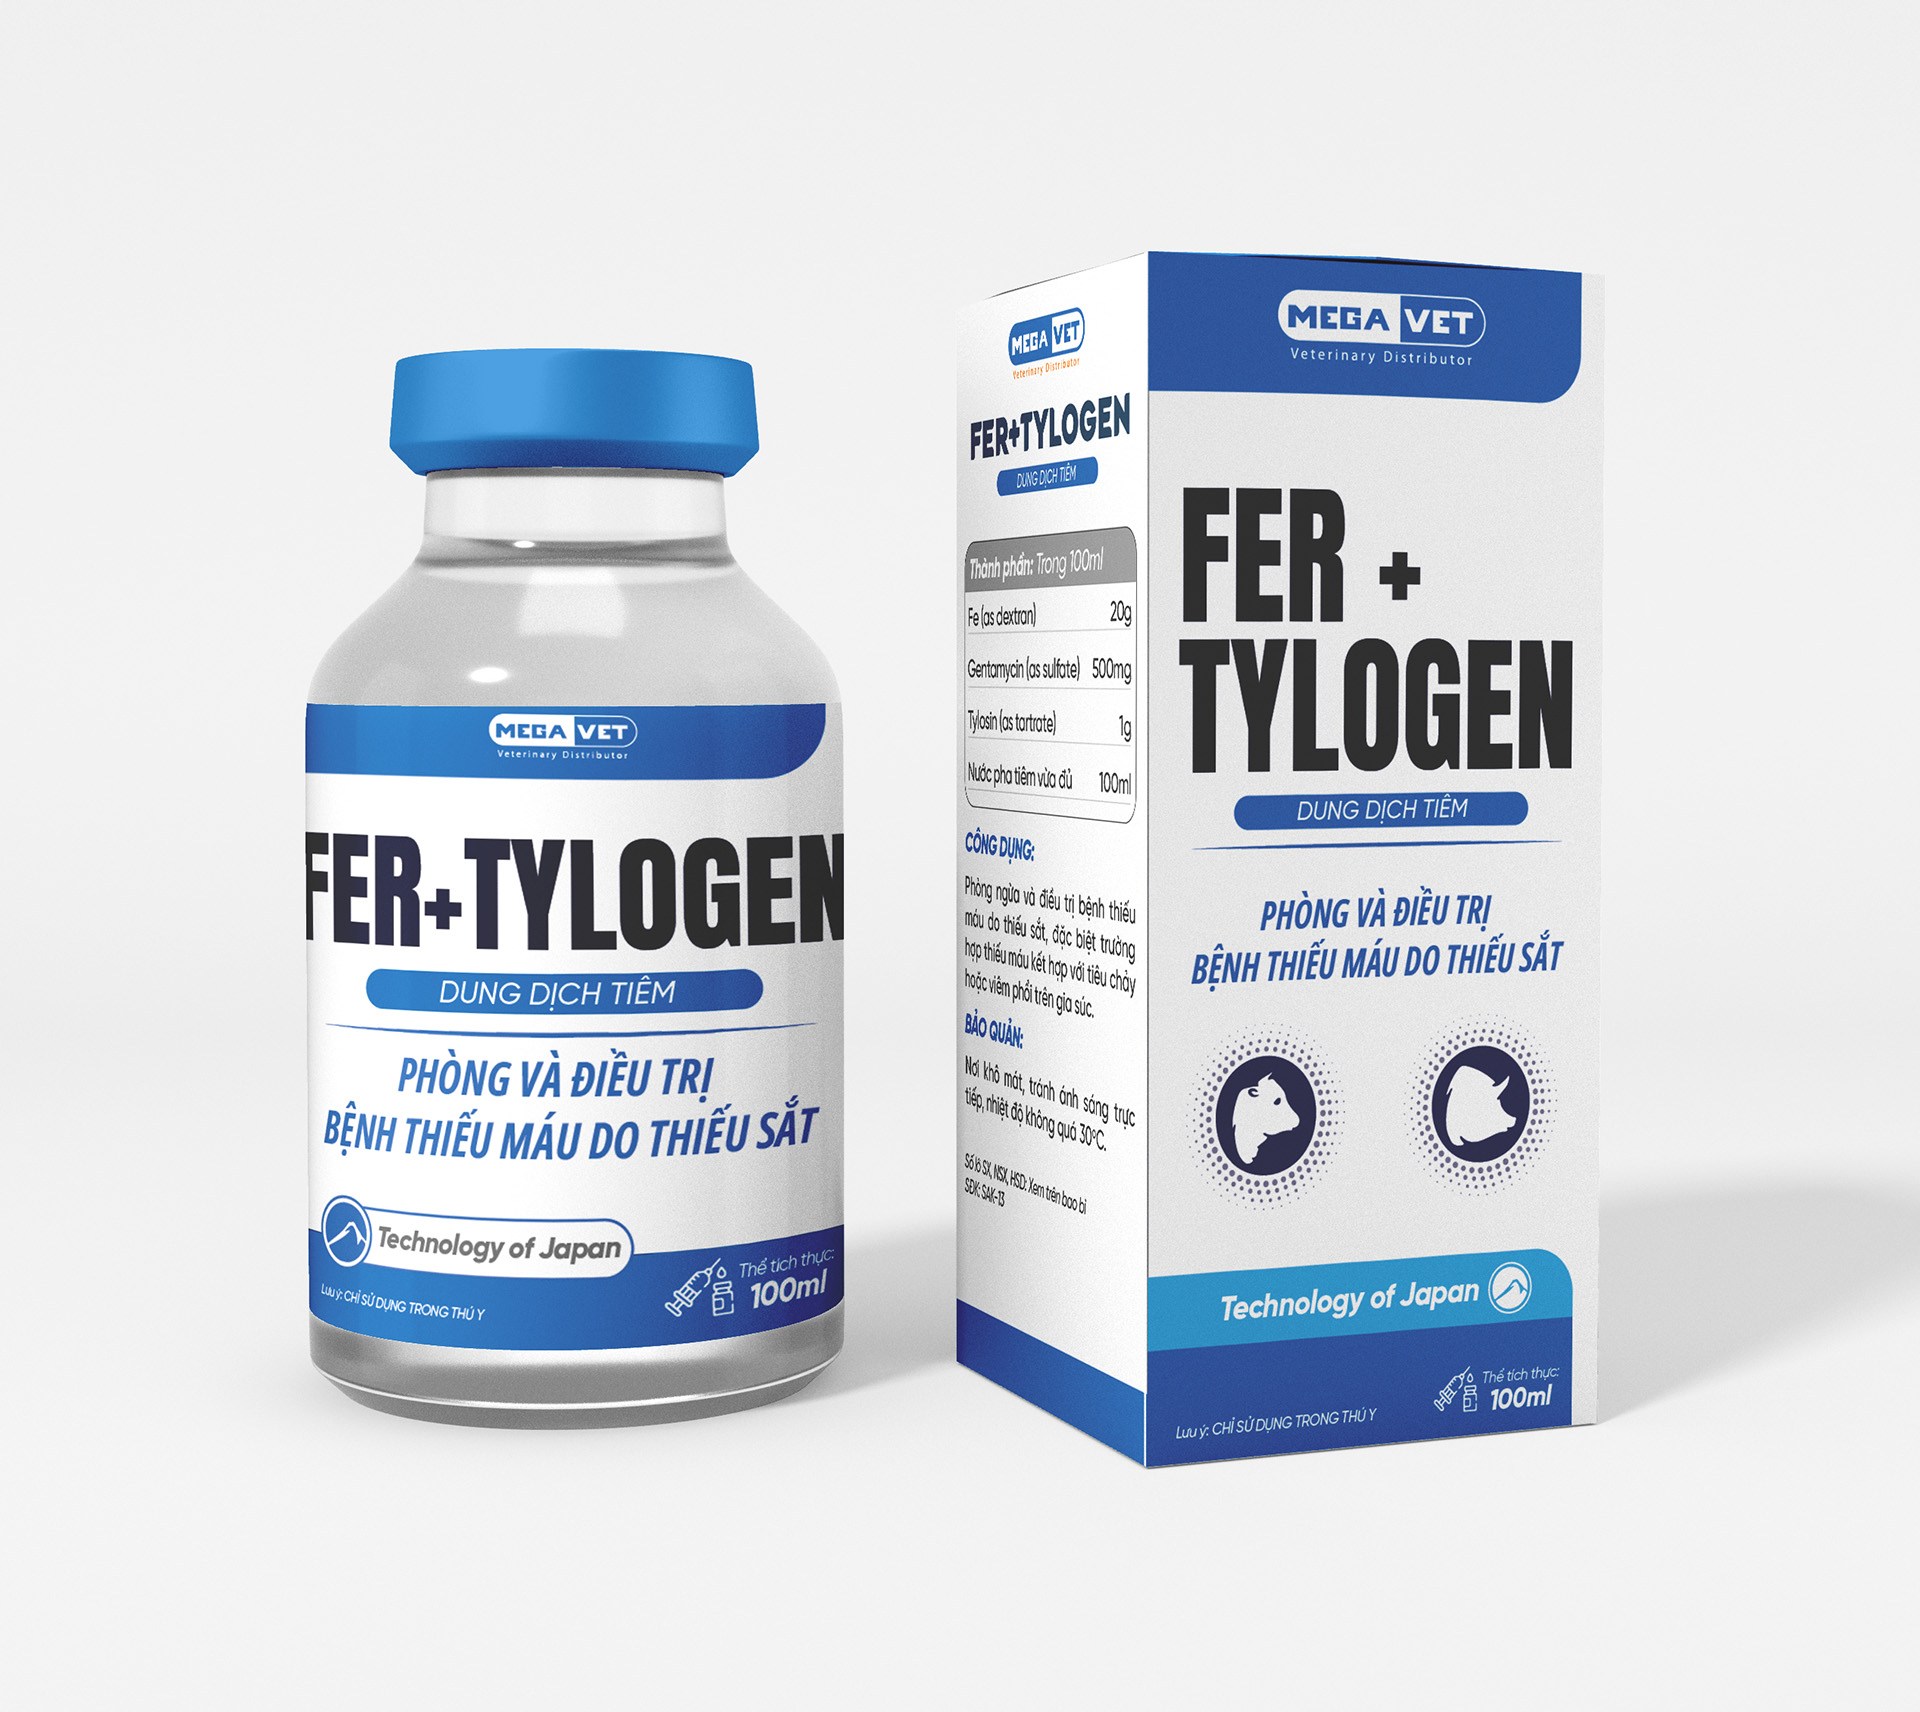 MEGA VET
Veterinary Distributor
FER+TYLOGEN
DUNG DỊCH TIÊM
PHÒNG VÀ ĐIỀU TRỊ
BỆNH THIẾU MÁU DO THIẾU SẮT
Technology of Japan
Lưu ý: CHỈ SỬ DỤNG TRONG THÚ Y
Thể tích thực:
100ml
MEGA VET
Veterinary Distributor
FER+TYLOGEN
DUNG DỊCH TIÊM
Thành phần: Trong 100ml
Fe (as dextran) 20g
Gentamycin (as sulfate) 500mg
Tylosin (as tartrate) 1g
Nước pha tiêm vừa đủ 100ml
CÔNG DỤNG:
Phòng ngừa và điều trị bệnh thiếu
máu do thiếu sắt, đặc biệt trường
hợp thiếu máu kết hợp với tiêu chảy
hoặc viêm phổi trên gia súc.
BẢO QUẢN:
Nơi khô mát, tránh ánh sáng trực
tiếp, nhiệt độ không quá 30°C.
Số lô SX, NSX, HSD: Xem trên bao bì
SĐK: SAK-13
MEGA VET
Veterinary Distributor
FER +
TYLOGEN
DUNG DỊCH TIÊM
PHÒNG VÀ ĐIỀU TRỊ
BỆNH THIẾU MÁU DO THIẾU SẮT
Technology of Japan
Lưu ý: CHỈ SỬ DỤNG TRONG THÚ Y
Thể tích thực:
100ml